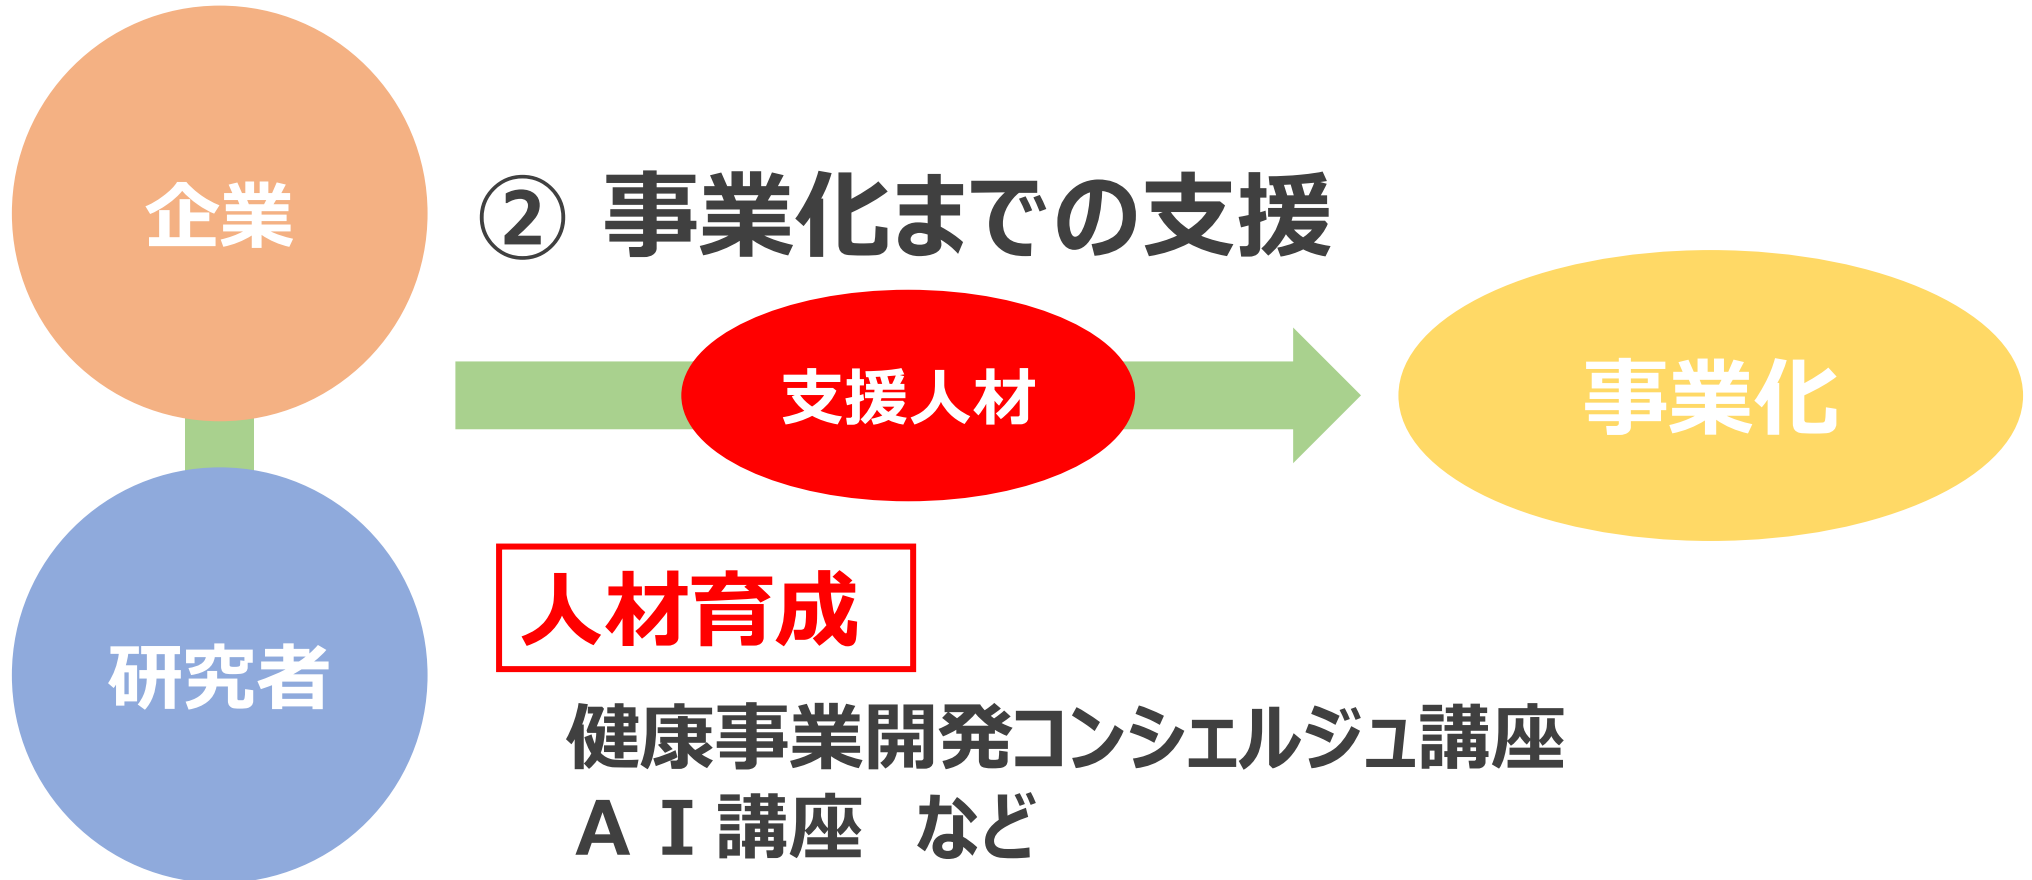 企業
② 事業化までの支援
支援人材
事業化
人材育成
研究者
健康事業開発コンシェルジュ講座
ＡＩ講座　など